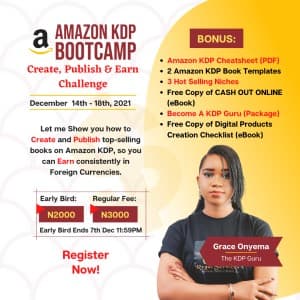 a
AMAZON KDP
BOOTCAMP
Create, Publish & Earn
Challenge
December 14th - 18th, 2021
Let me Show you how to
Create and Publish top-selling
books on Amazon KDP, so you
can Earn consistently in
Foreign Currencies.
Early Bird:
N2000
Regular Fee:
N3000
Early Bird Ends 7th Dec 11:59PM
Register
Now!
BONUS:
• Amazon KDP Cheatsheet (PDF)
• 2 Amazon KDP Book Templates
• 3 Hot Selling Niches
• Free Copy of CASH OUT ONLINE
(eBook)
• Become A KDP Guru (Package)
• Free Copy of Digital Products
Creation Checklist (eBook)
Grace Onyema
The KDP Guru